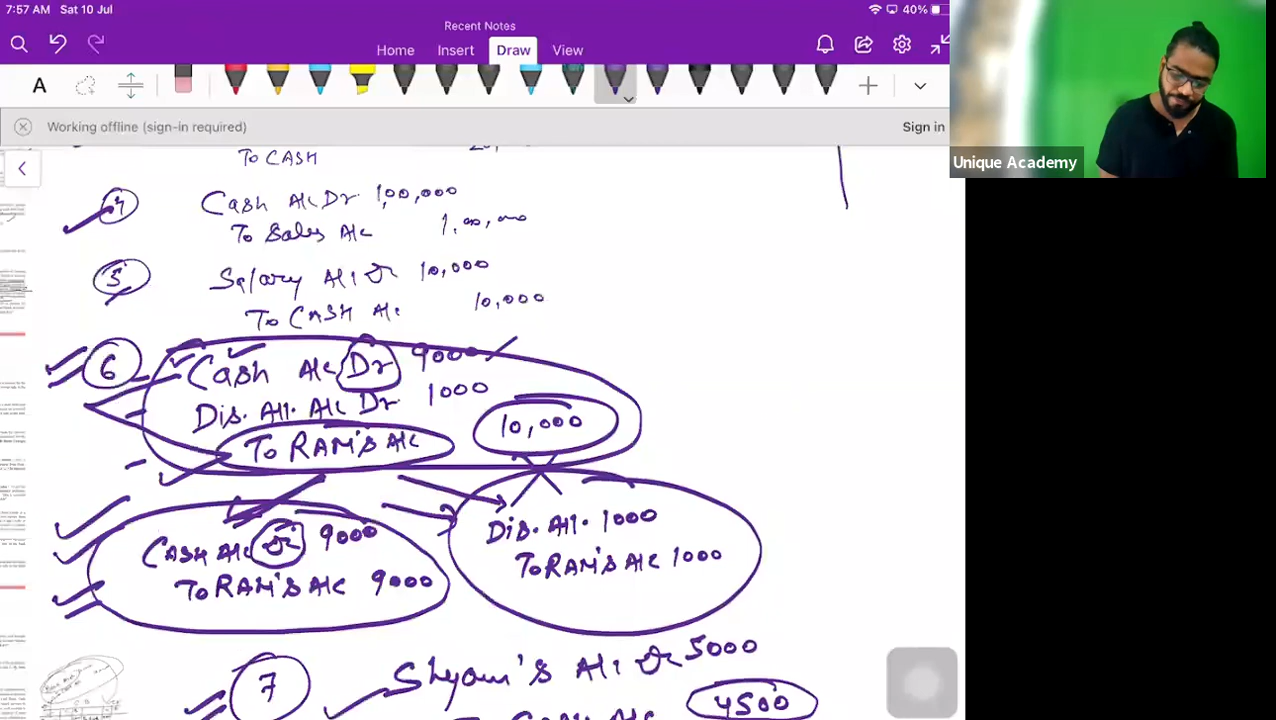 7:57 AM Sat 10 Jul
40%
Recent Notes
Home Insert Draw View
A
Working offline (sign-in required)
Sign in
Unique Academy
To CASH
4 Cash A/c Dr 1,00,000
To Sales A/c 1,00,000
5 Salary A/c Dr 10,000
To CASH A/c 10,000
6 Cash A/c Dr 9000
Dis. All. A/c Dr 1000
To RAM'S A/c 10,000
CASH A/c Dr 9000
To RAM'S A/c 9000
Dis. All. 1000
To RAM'S A/c 1000
7 Shyam's A/c Dr 5000
To CASH A/c 4500